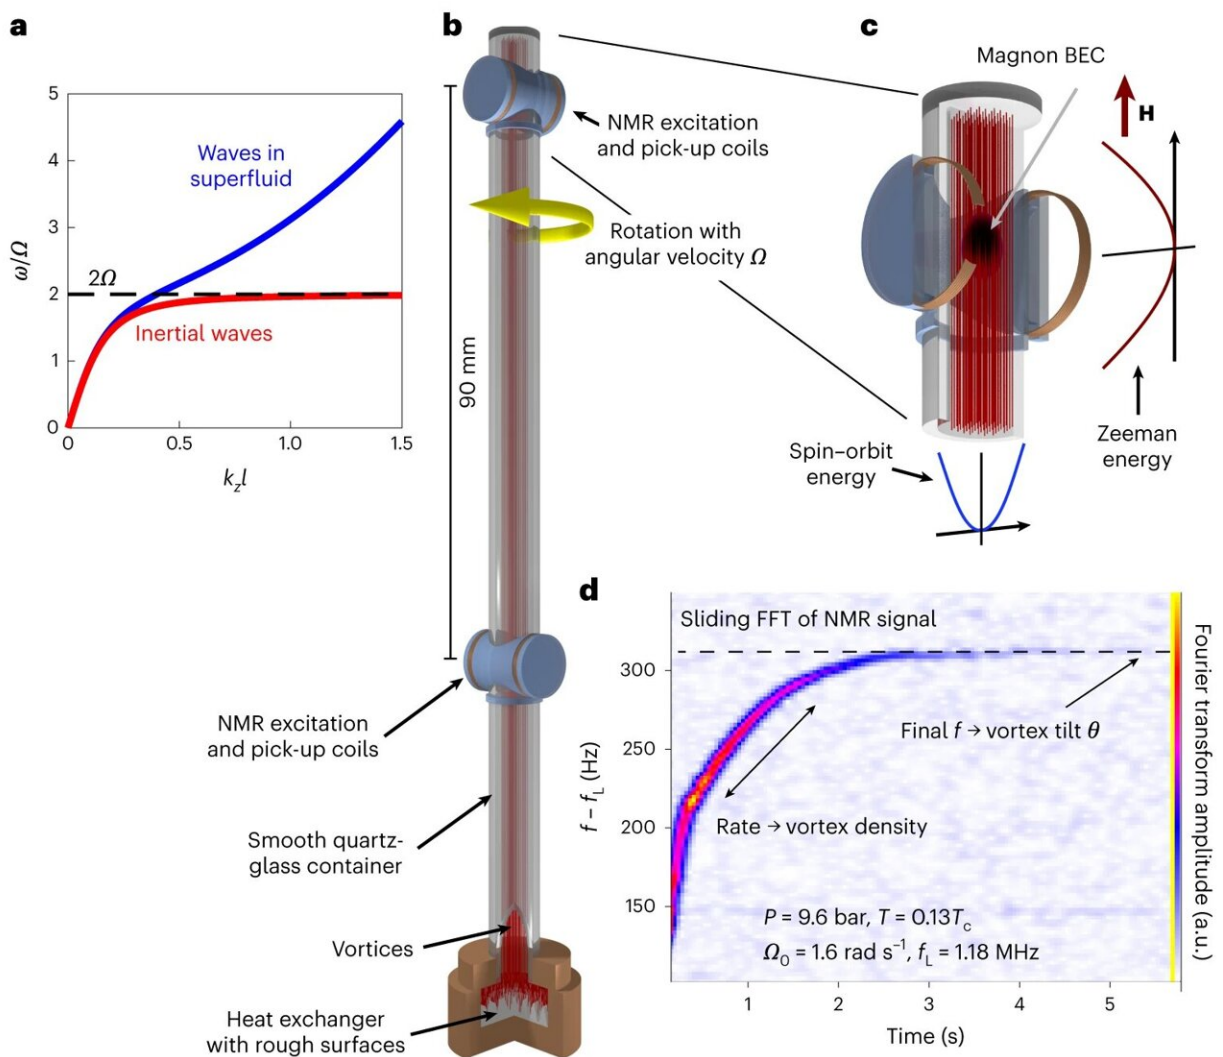 a
5
4
3
2
1
0
0
0.5
1.0
1.5
ω/Ω
k_z l
Waves in
superfluid
2Ω
Inertial waves
b
NMR excitation
and pick-up coils
Rotation with
angular velocity Ω
90 mm
NMR excitation
and pick-up coils
Smooth quartz-
glass container
Vortices
Heat exchanger
with rough surfaces
c
Magnon BEC
H
Zeeman
energy
Spin–orbit
energy
d
Sliding FFT of NMR signal
300
250
200
150
f − f_L (Hz)
Final f → vortex tilt θ
Rate → vortex density
P = 9.6 bar, T = 0.13T_c
Ω_0 = 1.6 rad s⁻¹, f_L = 1.18 MHz
1
2
3
4
5
Time (s)
Fourier transform amplitude (a.u.)